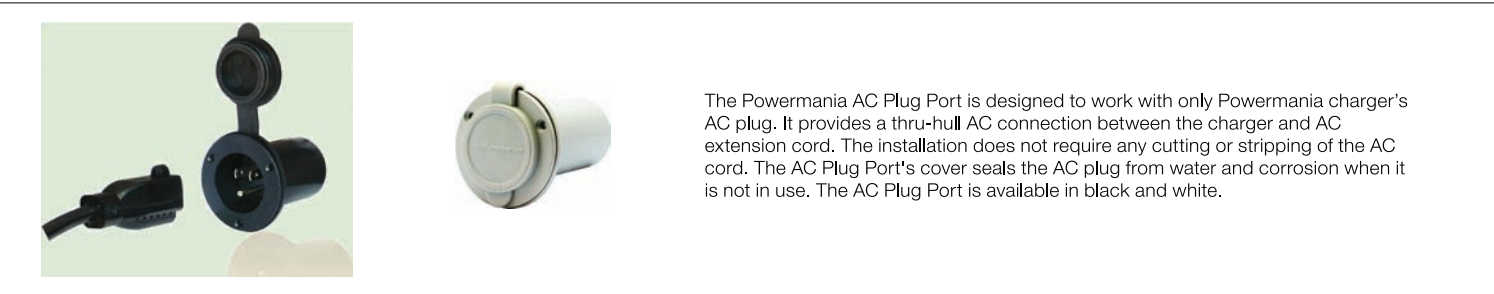 The Powermania AC Plug Port is designed to work with only Powermania charger's
AC plug. It provides a thru-hull AC connection between the charger and AC
extension cord. The installation does not require any cutting or stripping of the AC
cord. The AC Plug Port's cover seals the AC plug from water and corrosion when it
is not in use. The AC Plug Port is available in black and white.